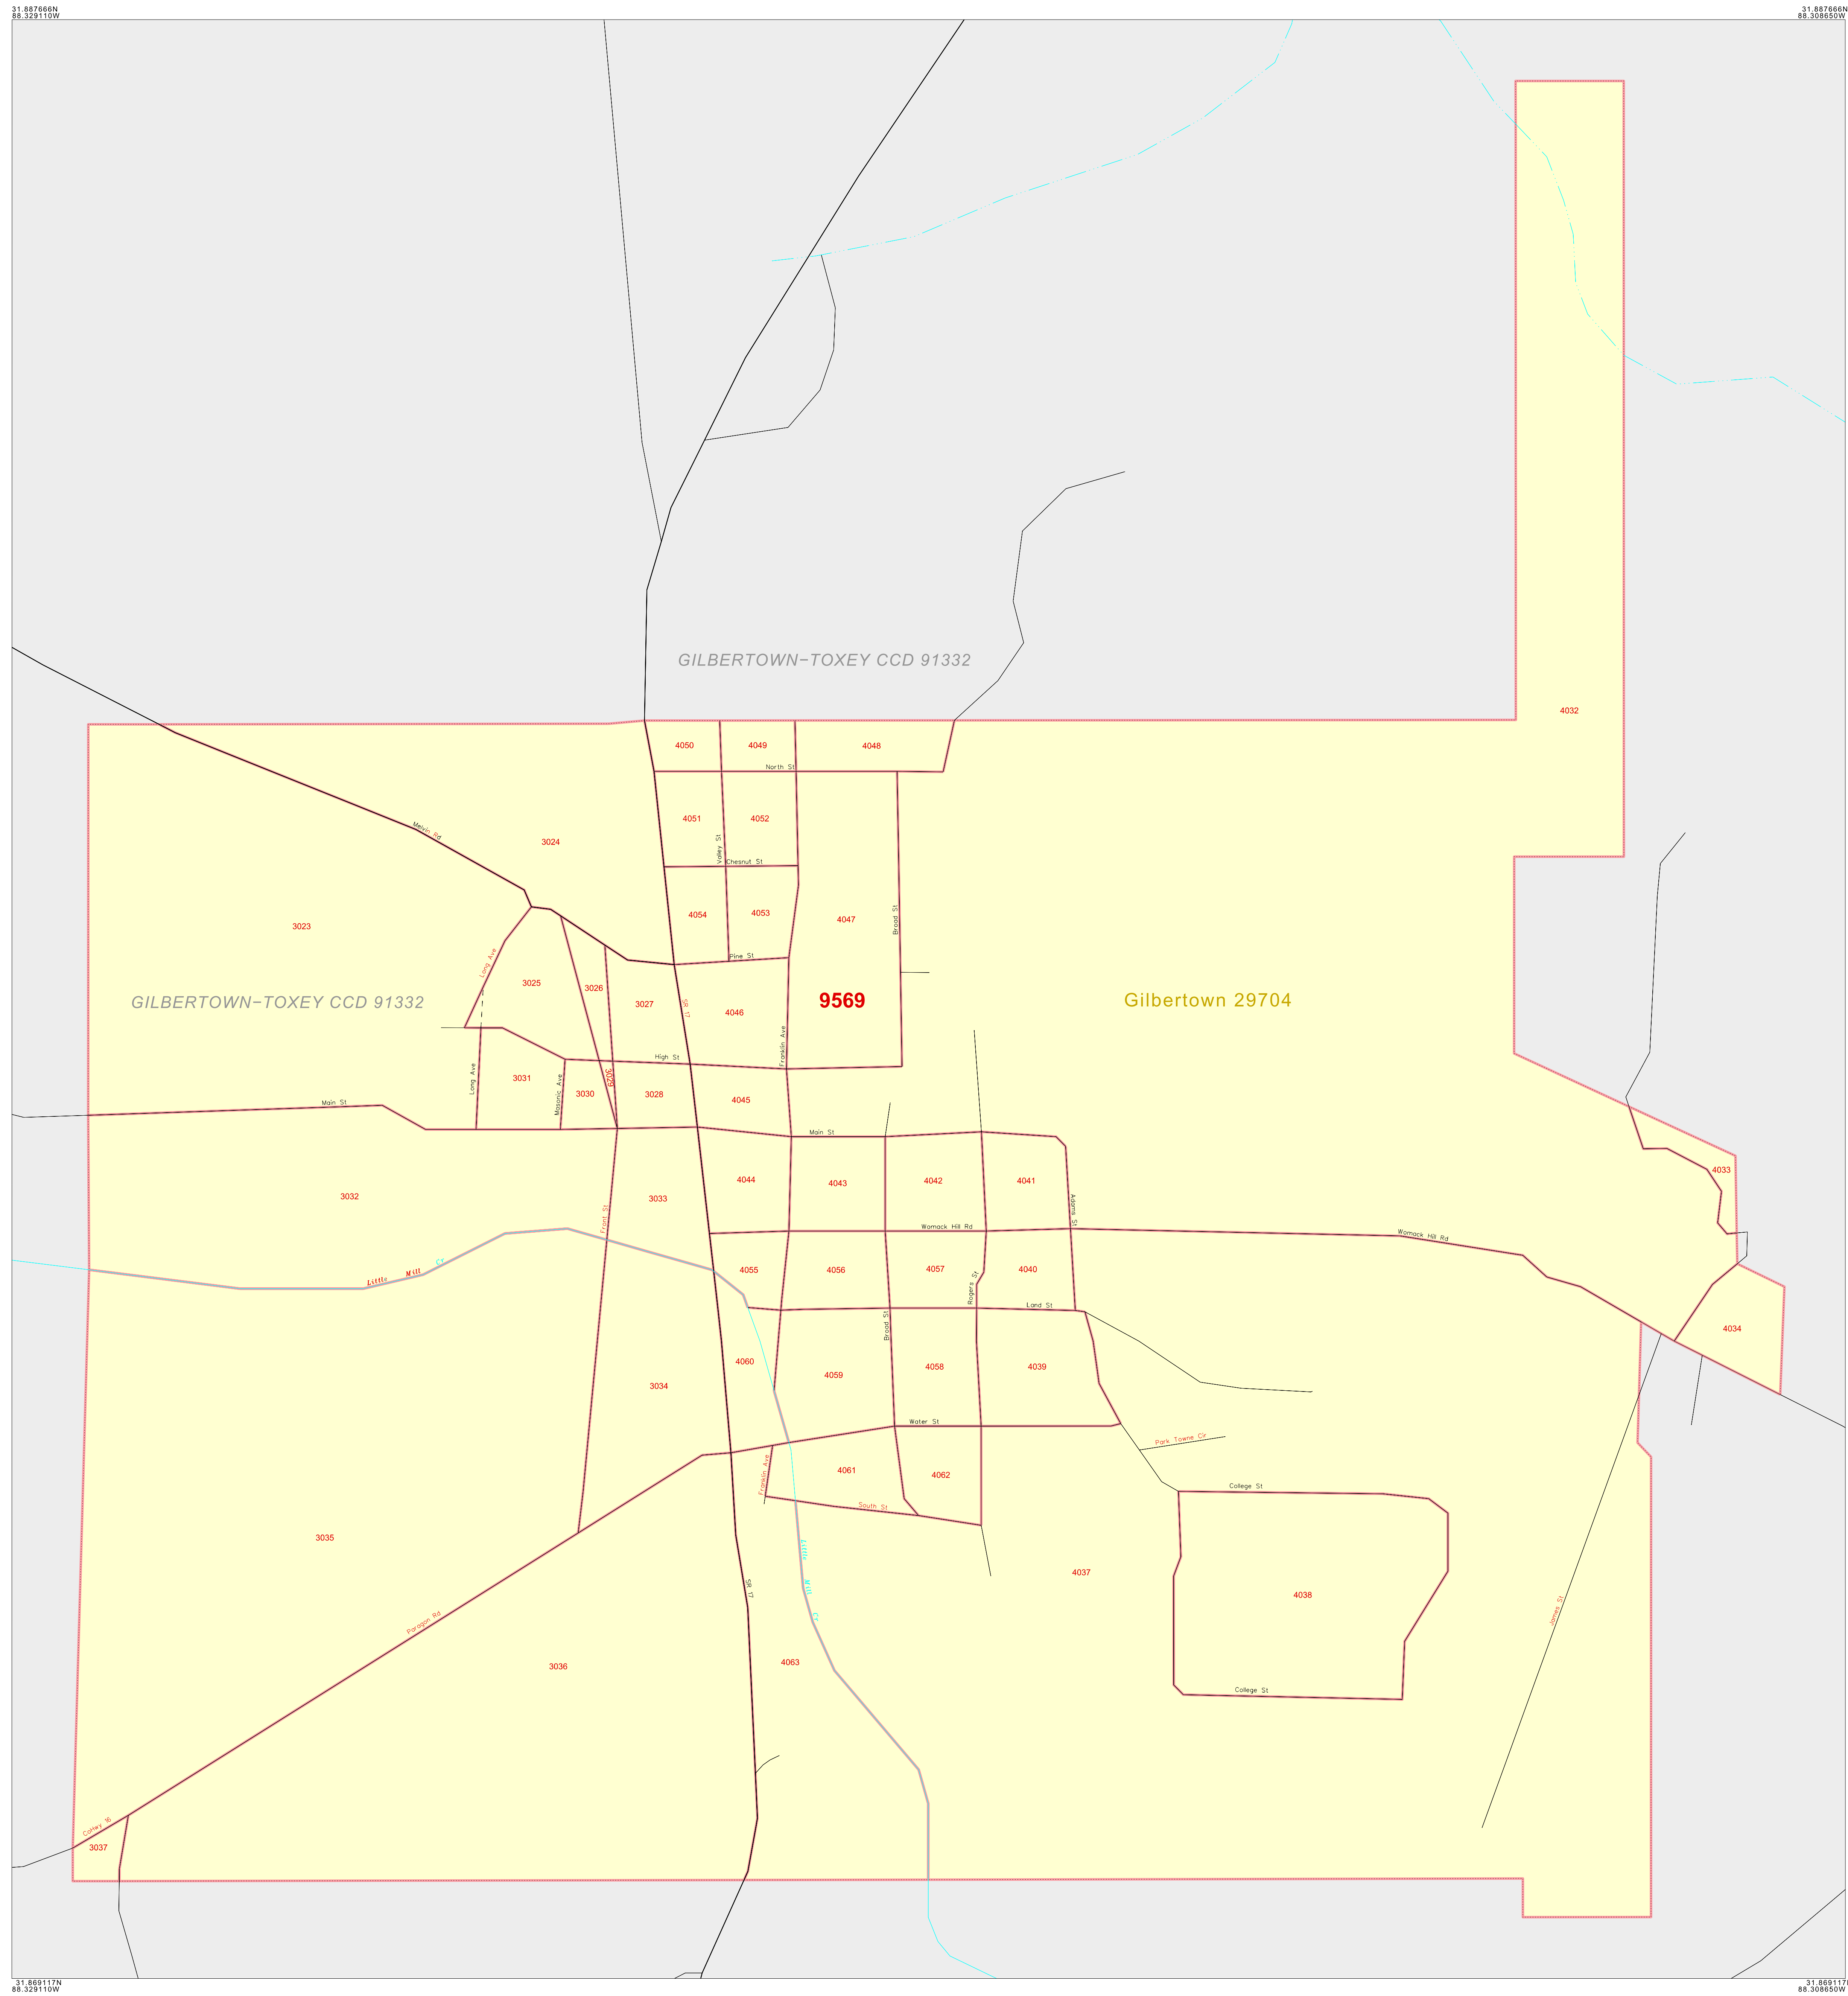 31.887666N
88.329110W
31.887666N
88.308650W
GILBERTOWN-TOXEY CCD 91332
4032
4050
4049
4048
North St
Melvin Rd
3024
4051
4052
Valley St
Chesnut St
3023
4054
4053
4047
Broad St
Long Ave
Pine St
3025
3026
3027
SR 17
4046
9569
Gilbertown 29704
GILBERTOWN-TOXEY CCD 91332
Franklin Ave
High St
Long Ave
3031
Masonic Ave
3030
3029
3028
4045
Main St
Main St
4033
3032
3033
Front St
4044
4043
4042
4041
Adams St
Womack Hill Rd
Womack Hill Rd
Little Mill Cr
4055
4056
4057
Rogers St
4040
Land St
Broad St
4034
3034
4060
4059
4058
4039
Water St
Park Towne Cir
Franklin Ave
4061
4062
South St
College St
3035
Little Mill Cr
4037
4038
SR 17
James St
Paragon Rd
3036
4063
College St
CoHwy 16
3037
31.869117N
88.329110W
31.869117N
88.308650W